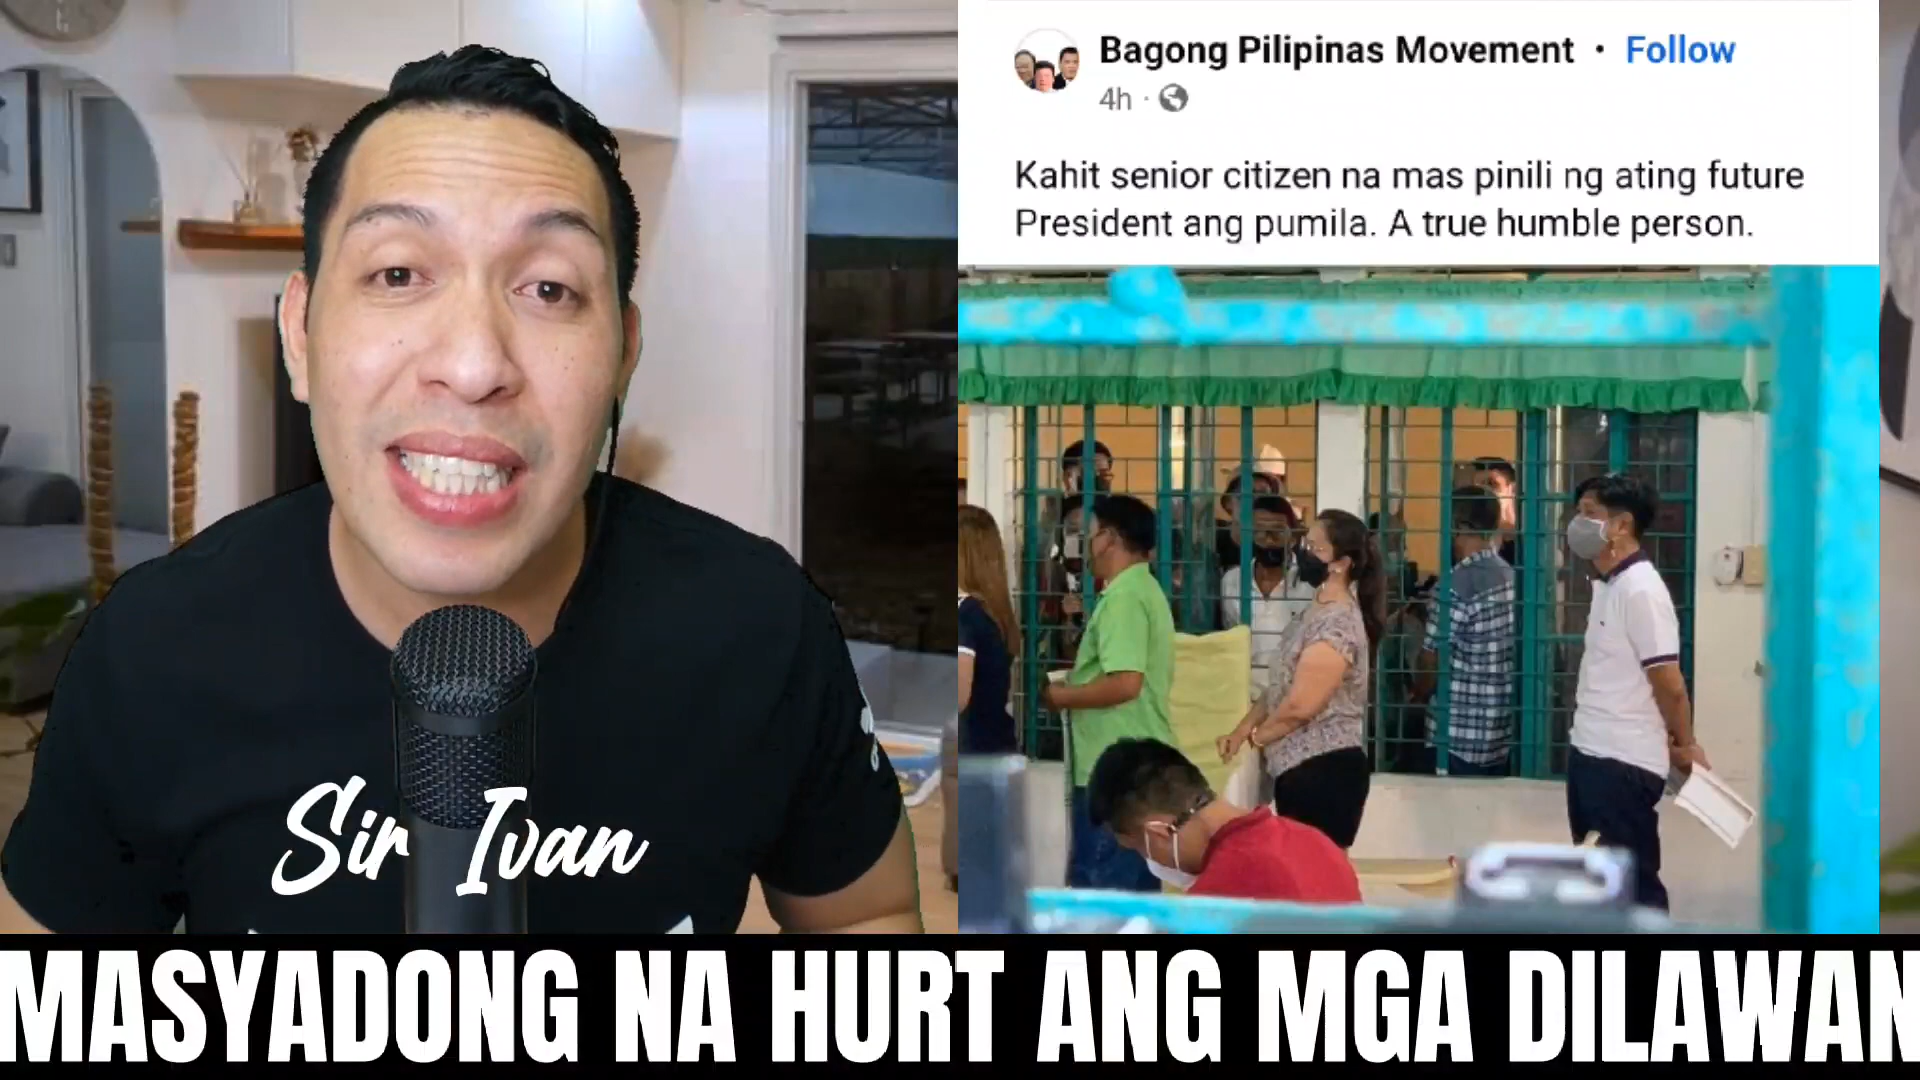 Bagong Pilipinas Movement · Follow
4h ·
Kahit senior citizen na mas pinili ng ating future
President ang pumila. A true humble person.
Sir Ivan
MASYADONG NA HURT ANG MGA DILAWAN